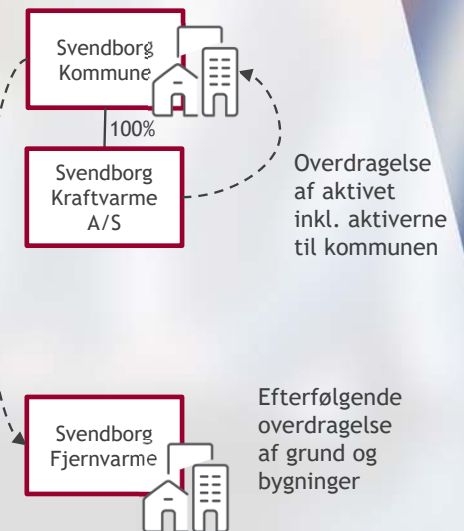 Svendborg
Kommune
100%
Svendborg
Kraftvarme
A/S
Overdragelse
af aktivet
inkl. aktiverne
til kommunen
Svendborg
Fjernvarme
Efterfølgende
overdragelse
af grund og
bygninger